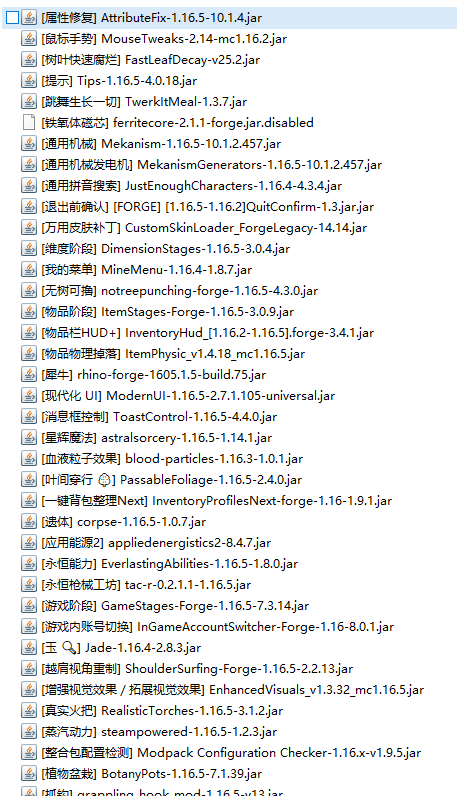 [属性修复] AttributeFix-1.16.5-10.1.4.jar
[鼠标手势] MouseTweaks-2.14-mc1.16.2.jar
[树叶快速腐烂] FastLeafDecay-v25.2.jar
[提示] Tips-1.16.5-4.0.18.jar
[跳舞生长一切] TwerkItMeal-1.3.7.jar
[铁氧体磁芯] ferritecore-2.1.1-forge.jar.disabled
[通用机械] Mekanism-1.16.5-10.1.2.457.jar
[通用机械发电机] MekanismGenerators-1.16.5-10.1.2.457.jar
[通用拼音搜索] JustEnoughCharacters-1.16.4-4.3.4.jar
[退出前确认] [FORGE] [1.16.5-1.16.2]QuitConfirm-1.3.jar.jar
[万用皮肤补丁] CustomSkinLoader_ForgeLegacy-14.14.jar
[维度阶段] DimensionStages-1.16.5-3.0.4.jar
[我的菜单] MineMenu-1.16.4-1.8.7.jar
[无树可撸] notreepunching-forge-1.16.5-4.3.0.jar
[物品阶段] ItemStages-Forge-1.16.5-3.0.9.jar
[物品栏HUD+] InventoryHud_[1.16.2-1.16.5].forge-3.4.1.jar
[物品物理掉落] ItemPhysic_v1.4.18_mc1.16.5.jar
[犀牛] rhino-forge-1605.1.5-build.75.jar
[现代化 UI] ModernUI-1.16.5-2.7.1.105-universal.jar
[消息框控制] ToastControl-1.16.5-4.4.0.jar
[星辉魔法] astralsorcery-1.16.5-1.14.1.jar
[血液粒子效果] blood-particles-1.16.3-1.0.1.jar
[叶间穿行 ] PassableFoliage-1.16.5-2.4.0.jar
[一键背包整理Next] InventoryProfilesNext-forge-1.16-1.9.1.jar
[遗体] corpse-1.16.5-1.0.7.jar
[应用能源2] appliedenergistics2-8.4.7.jar
[永恒能力] EverlastingAbilities-1.16.5-1.8.0.jar
[永恒枪械工坊] tac-r-0.2.1.1-1.16.5.jar
[游戏阶段] GameStages-Forge-1.16.5-7.3.14.jar
[游戏内账号切换] InGameAccountSwitcher-Forge-1.16-8.0.1.jar
[玉 🔍] Jade-1.16.4-2.8.3.jar
[越肩视角重制] ShoulderSurfing-Forge-1.16.5-2.2.13.jar
[增强视觉效果 / 拓展视觉效果] EnhancedVisuals_v1.3.32_mc1.16.5.jar
[真实火把] RealisticTorches-1.16.5-3.1.2.jar
[蒸汽动力] steampowered-1.16.5-1.2.3.jar
[整合包配置检测] Modpack Configuration Checker-1.16.x-v1.9.5.jar
[植物盆栽] BotanyPots-1.16.5-7.1.39.jar
[抓钩] grappling_hook_mod-1.16.5-v13.jar